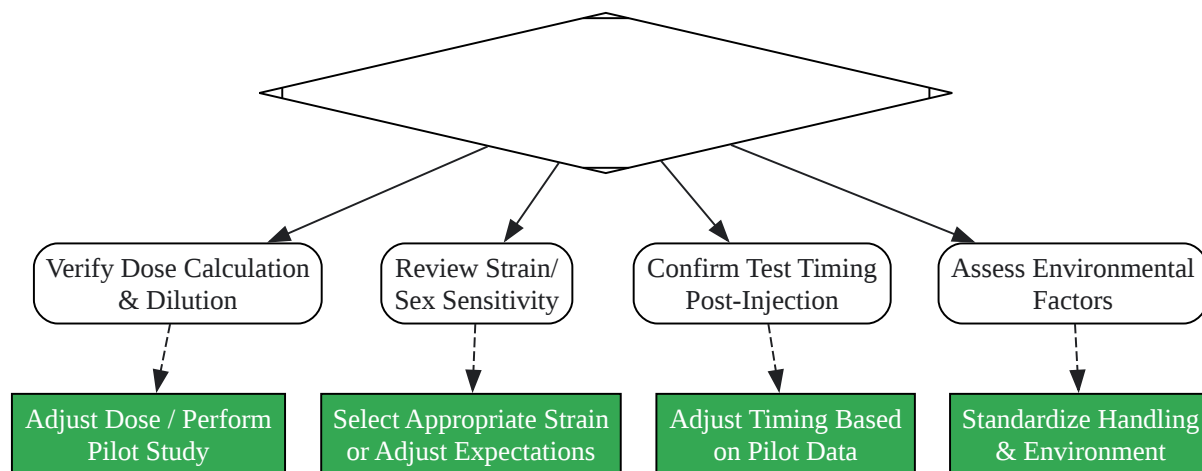 Verify Dose Calculation
& Dilution
Review Strain/
Sex Sensitivity
Confirm Test Timing
Post-Injection
Assess Environmental
Factors
Adjust Dose / Perform
Pilot Study
Select Appropriate Strain
or Adjust Expectations
Adjust Timing Based
on Pilot Data
Standardize Handling
& Environment